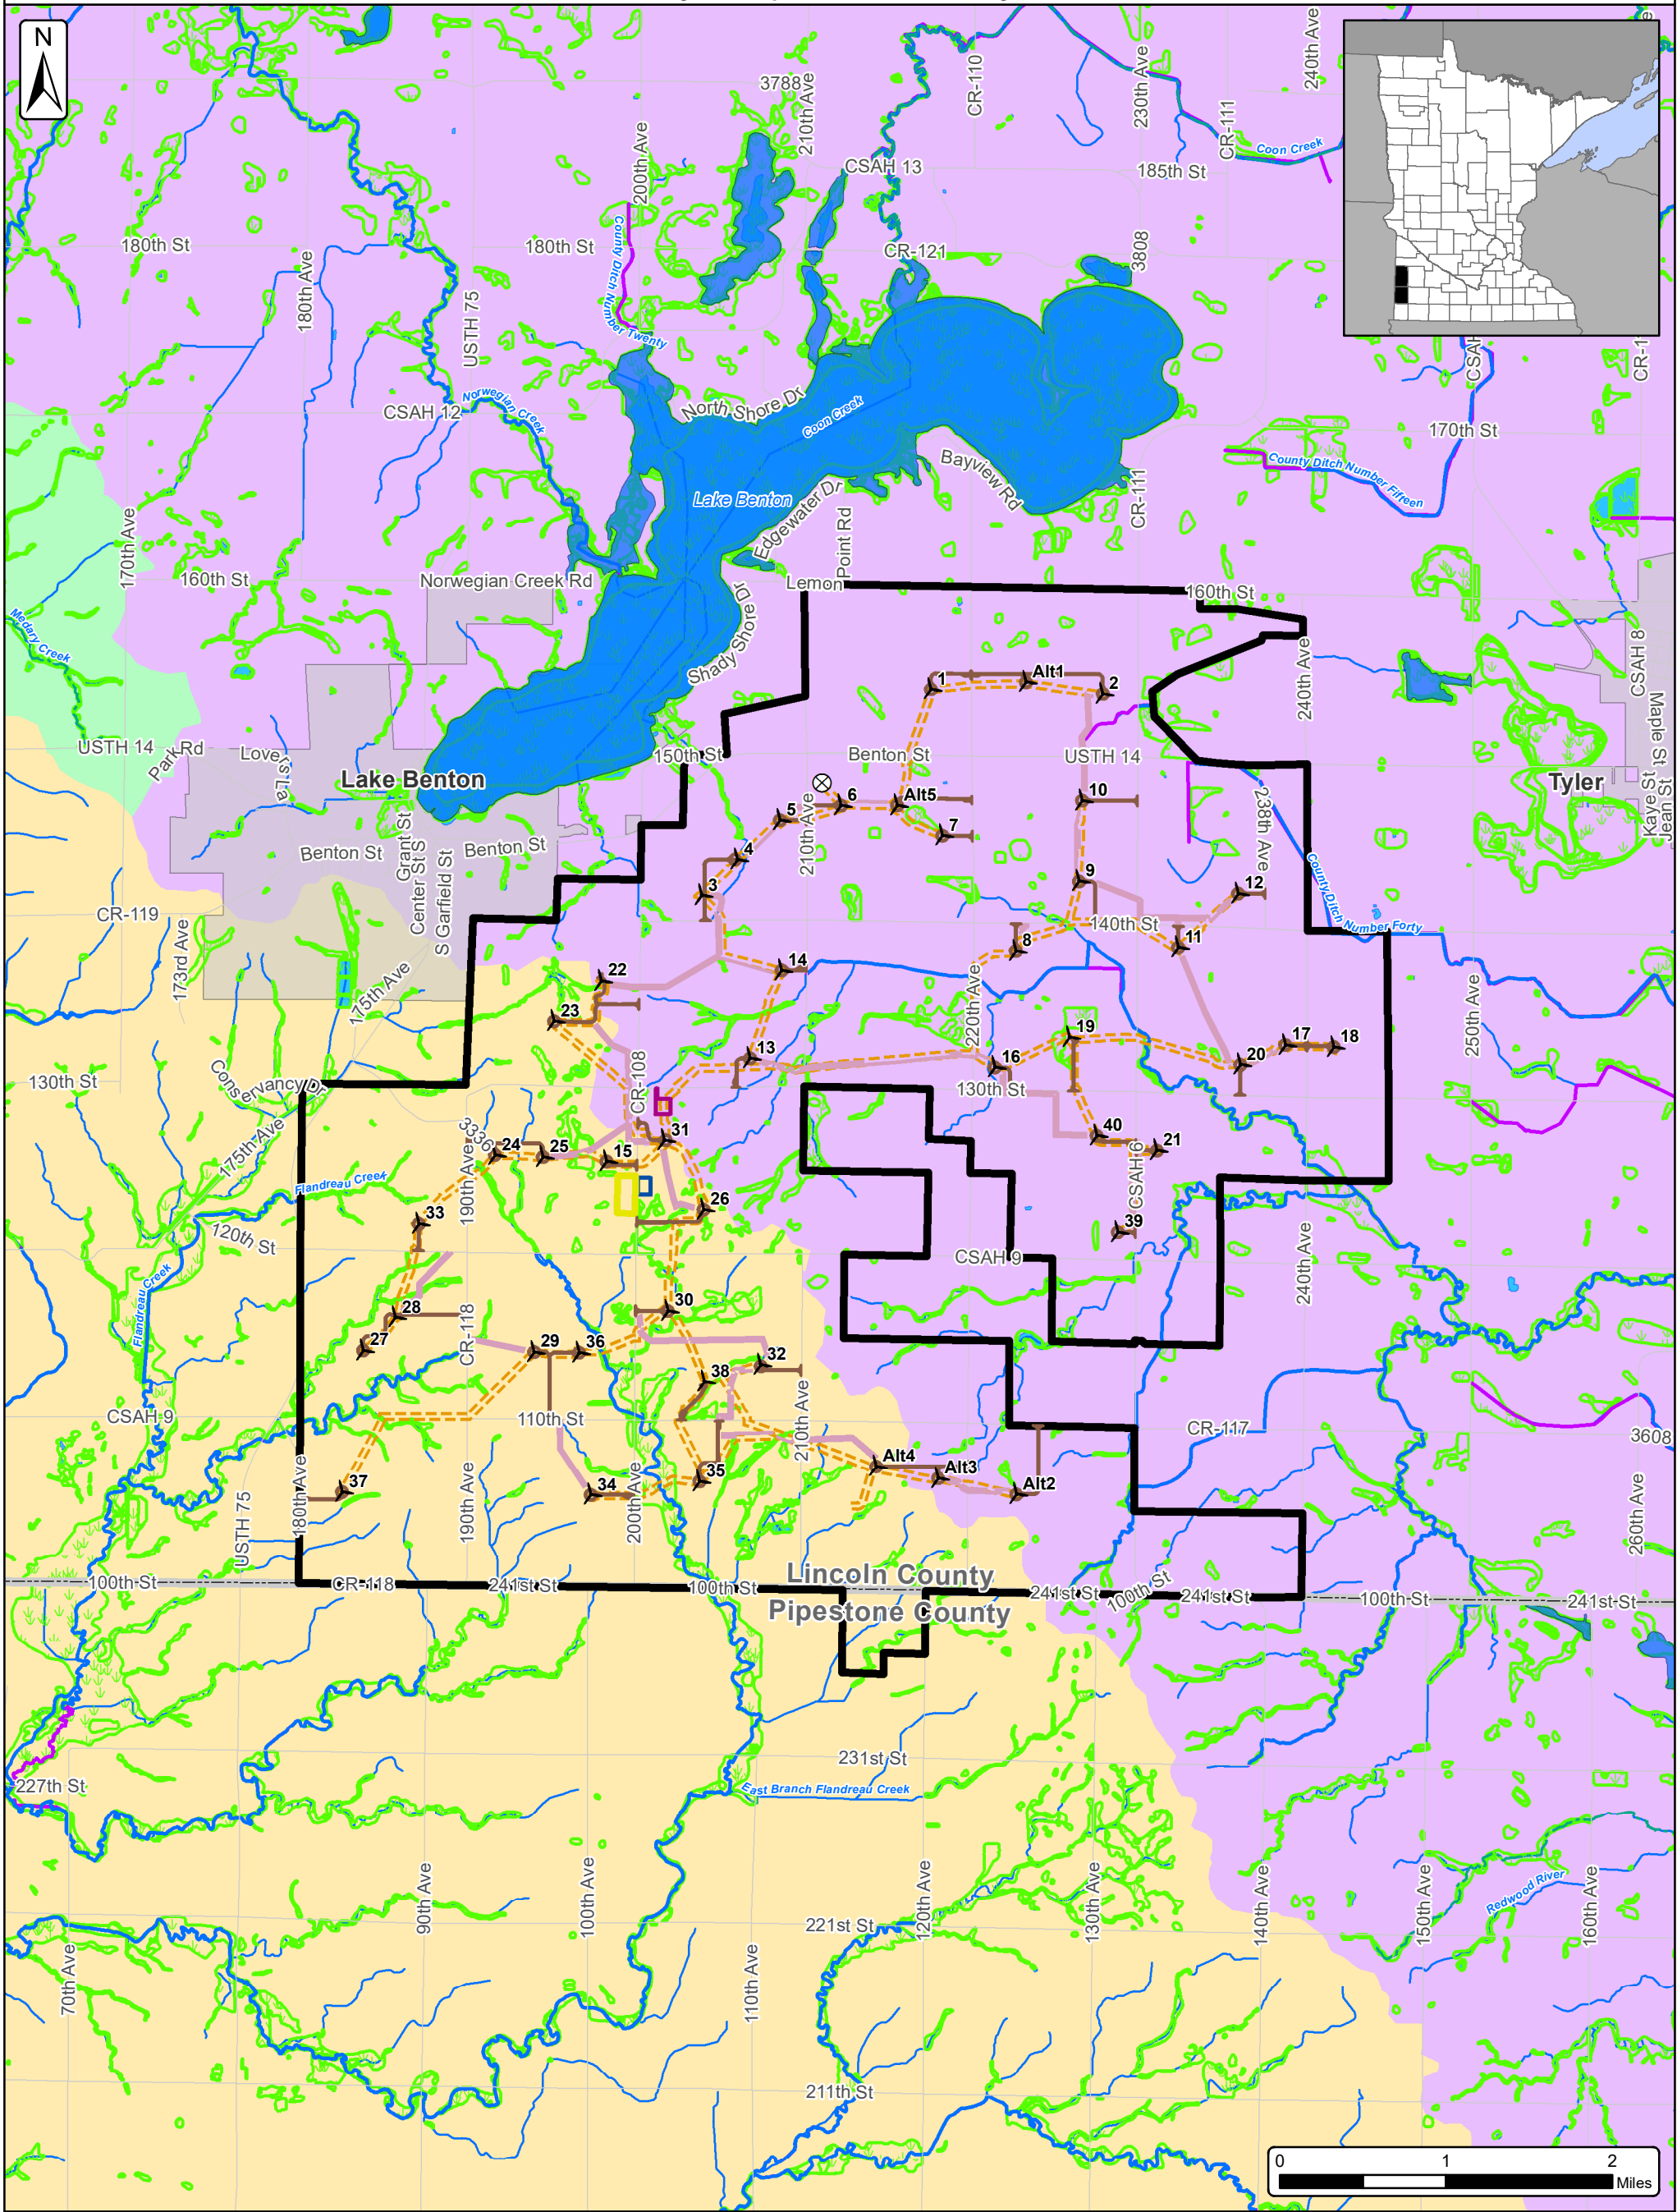 N
3788
210th Ave
CR-110
230th Ave
240th Ave
CR-111
Coon Creek
200th Ave
CSAH 13
185th St
180th St
180th Ave
USTH 75
180th St
County Ditch Number Twenty
CR-121
3808
CSAH 12
Norwegian Creek
North Shore Dr
Coon Creek
Lake Benton
Edgewater Dr
Bayview Rd
CR-111
170th St
County Ditch Number Fifteen
170th Ave
160th St
Norwegian Creek Rd
Point Rd
Lemon
160th St
Medary Creek
Shady Shore Dr
240th Ave
CSAH 8
Maple St
1
Alt1
2
USTH 14
Park Rd
Lovers La
Lake Benton
150th St
Benton St
USTH 14
Tyler
Kaye St
Jean St
Grant St
Center St S
S Garfield St
Benton St
Benton St
5
6
Alt5
7
10
210th Ave
4
3
9
12
238th Ave
County Ditch Number Forty
CR-119
173rd Ave
175th Ave
140th St
8
11
22
14
23
220th Ave
250th Ave
13
16
19
17
18
20
130th St
Conservancy Dr
CR-108
130th St
175th Ave
3336
24
25
15
31
40
21
CSAH 6
Flandreau Creek
190th Ave
33
26
39
120th St
CSAH 9
240th Ave
Flandreau Creek
28
27
CR-118
29
36
30
32
38
CSAH 9
110th St
210th Ave
CR-117
3608
Alt4
Alt3
Alt2
37
34
35
180th Ave
USTH 75
190th Ave
200th Ave
260th Ave
100th St
CR-118
241st St
100th St
Lincoln County
Pipestone County
241st St
100th St
241st St
100th St
241st St
227th St
231st St
East Branch Flandreau Creek
90th Ave
100th Ave
120th Ave
130th Ave
140th Ave
150th Ave
160th Ave
Redwood River
221st St
70th Ave
110th Ave
211th St
0
1
2
Miles